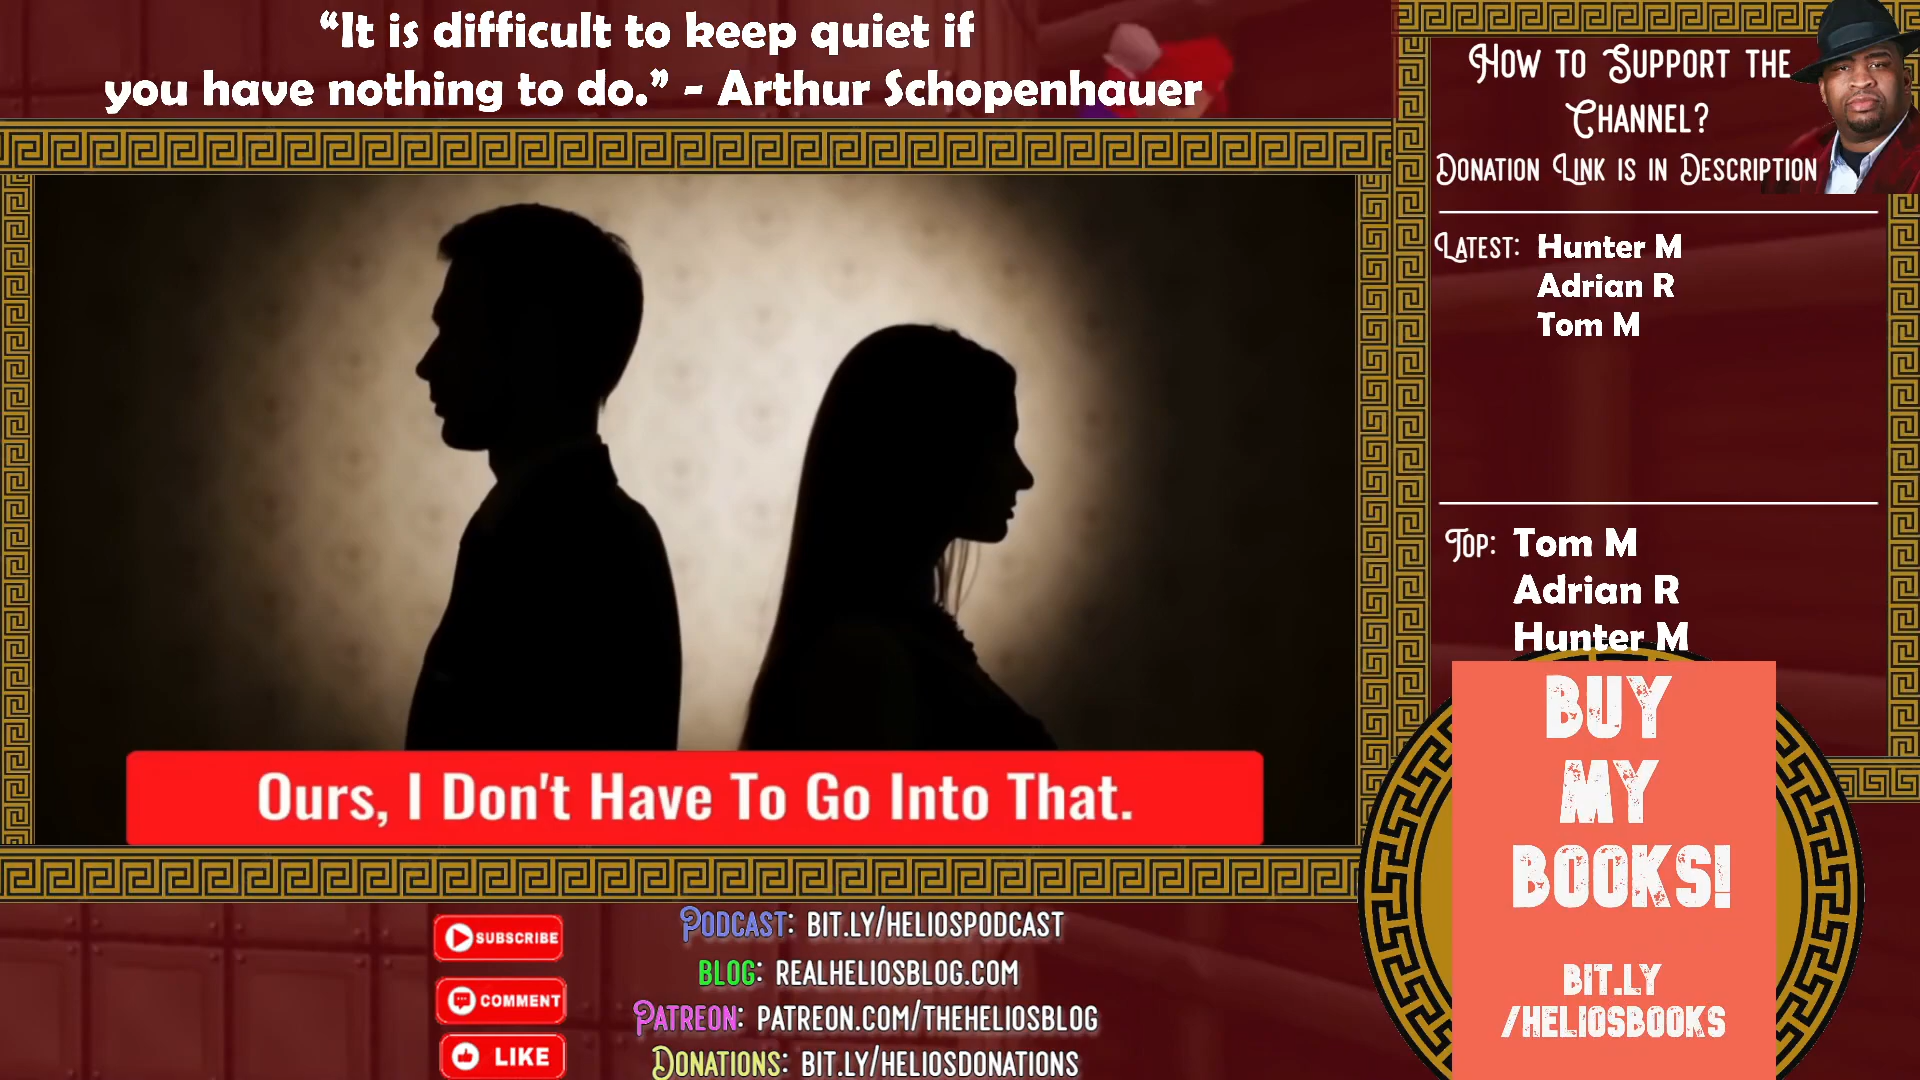 “It is difficult to keep quiet if
you have nothing to do.” - Arthur Schopenhauer
How to Support the
Channel?
Donation Link is in Description
Latest: Hunter M
Adrian R
Tom M
Top: Tom M
Adrian R
Hunter M
Ours, I Don't Have To Go Into That.
BUY
MY
BOOKS!
BIT.LY
/HELIOSBOOKS
SUBSCRIBE
COMMENT
LIKE
Podcast: bit.ly/heliospodcast
Blog: realheliosblog.com
Patreon: patreon.com/theheliosblog
Donations: bit.ly/heliosdonations